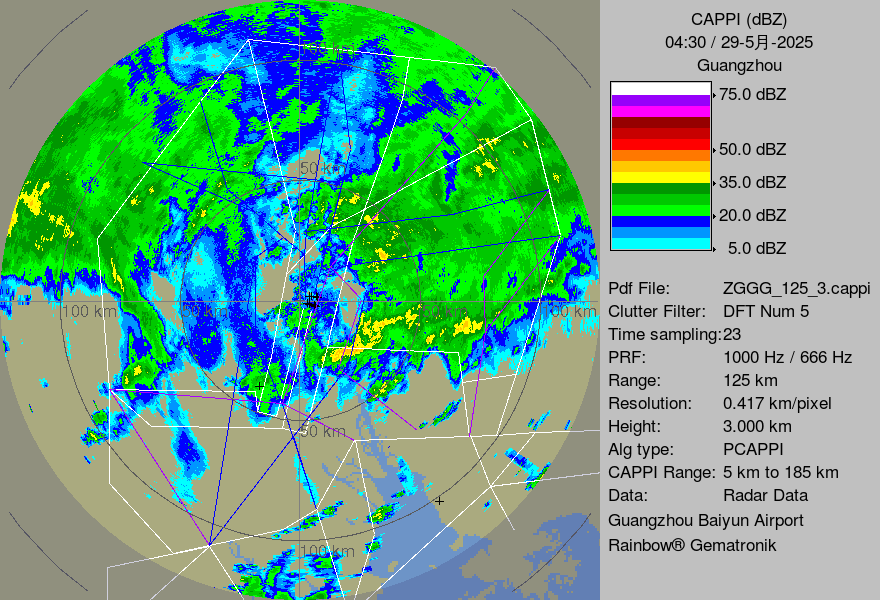 CAPPI (dBZ)
04:30 / 29-5月-2025
Guangzhou
75.0 dBZ
50.0 dBZ
35.0 dBZ
20.0 dBZ
5.0 dBZ
Pdf File: ZGGG_125_3.cappi
Clutter Filter: DFT Num 5
Time sampling:23
PRF: 1000 Hz / 666 Hz
Range: 125 km
Resolution: 0.417 km/pixel
Height: 3.000 km
Alg type: PCAPPI
CAPPI Range: 5 km to 185 km
Data: Radar Data
Guangzhou Baiyun Airport
Rainbow® Gematronik
50 km
100 km
100 km
50 km
100 km